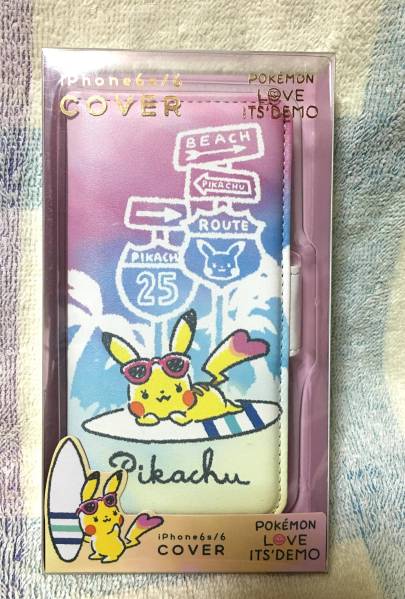 iPhone6s/6
COVER
POKÉMON
LOVE
ITS'DEMO
BEACH
PIKACHU
ROUTE
PIKACH
25
Pikachu
iPhone6s/6
COVER
POKÉMON
LOVE
ITS'DEMO